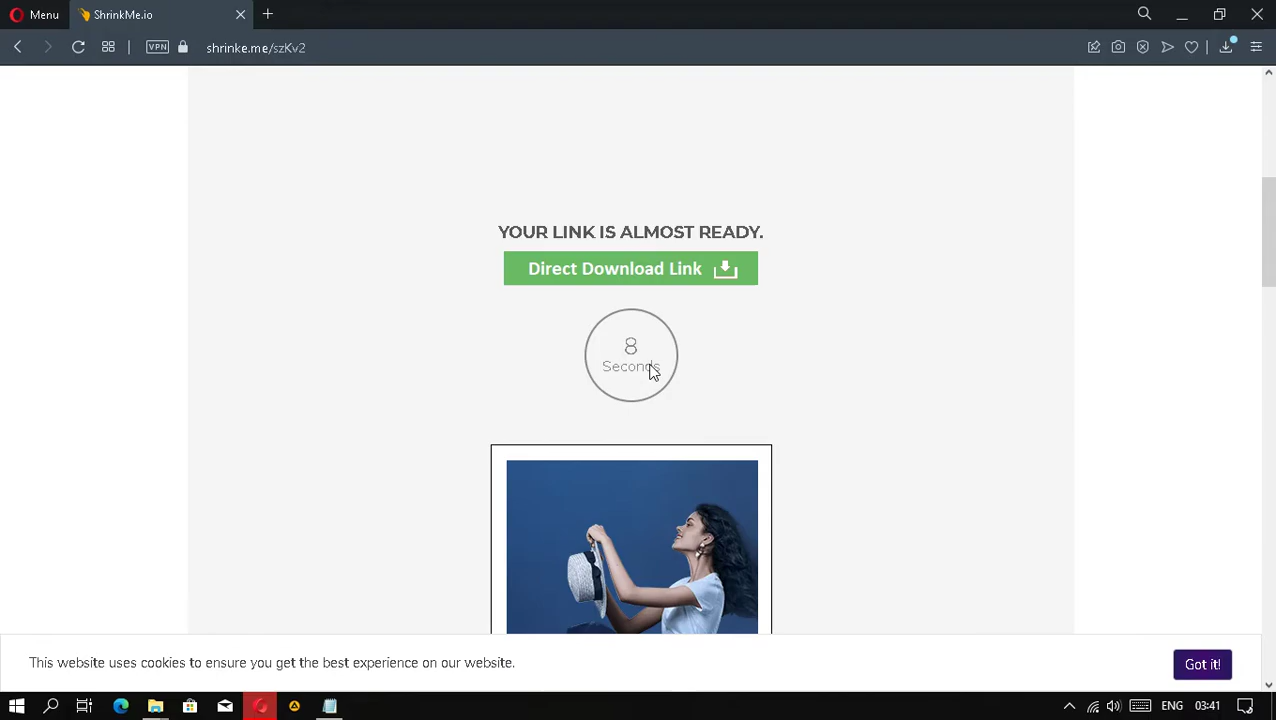 Menu
ShrinkMe.io
VPN
shrinke.me/szKv2
YOUR LINK IS ALMOST READY.
Direct Download Link
8
Seconds
This website uses cookies to ensure you get the best experience on our website.
Got it!
ENG
03:41